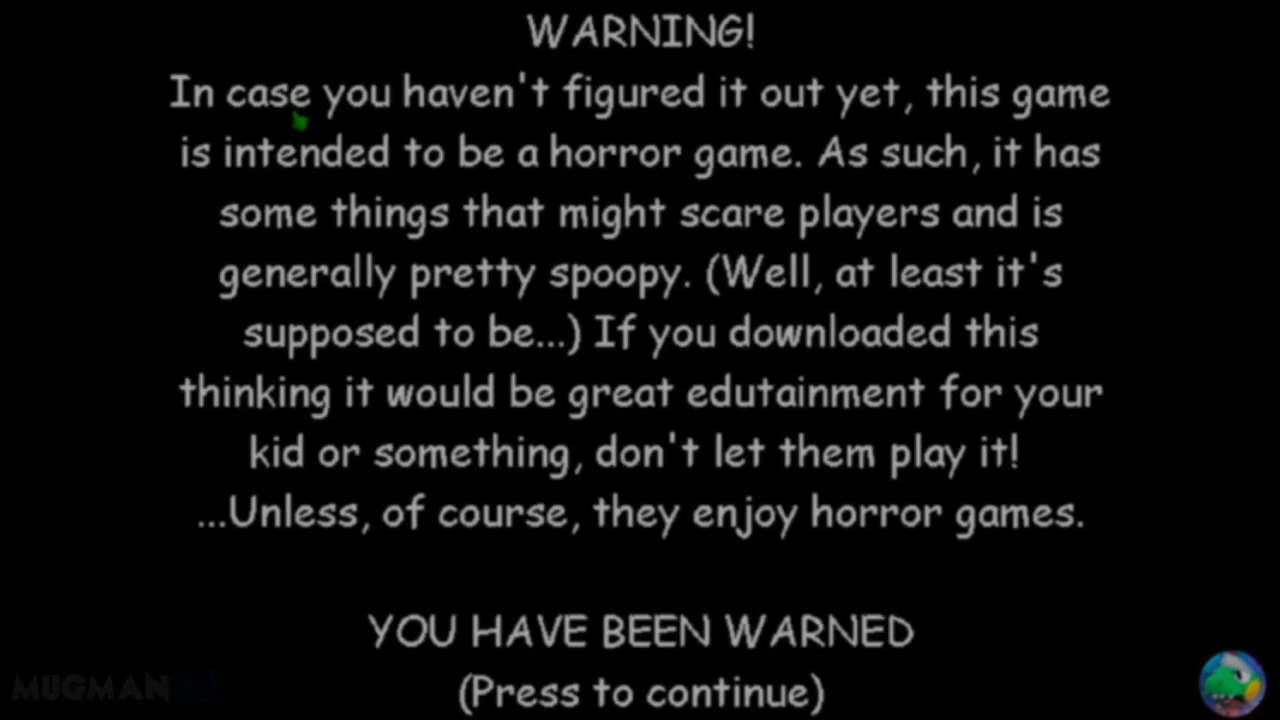 WARNING!
In case you haven't figured it out yet, this game
is intended to be a horror game. As such, it has
some things that might scare players and is
generally pretty spoopy. (Well, at least it's
supposed to be...) If you downloaded this
thinking it would be great edutainment for your
kid or something, don't let them play it!
...Unless, of course, they enjoy horror games.
YOU HAVE BEEN WARNED
(Press to continue)
MUGMAN